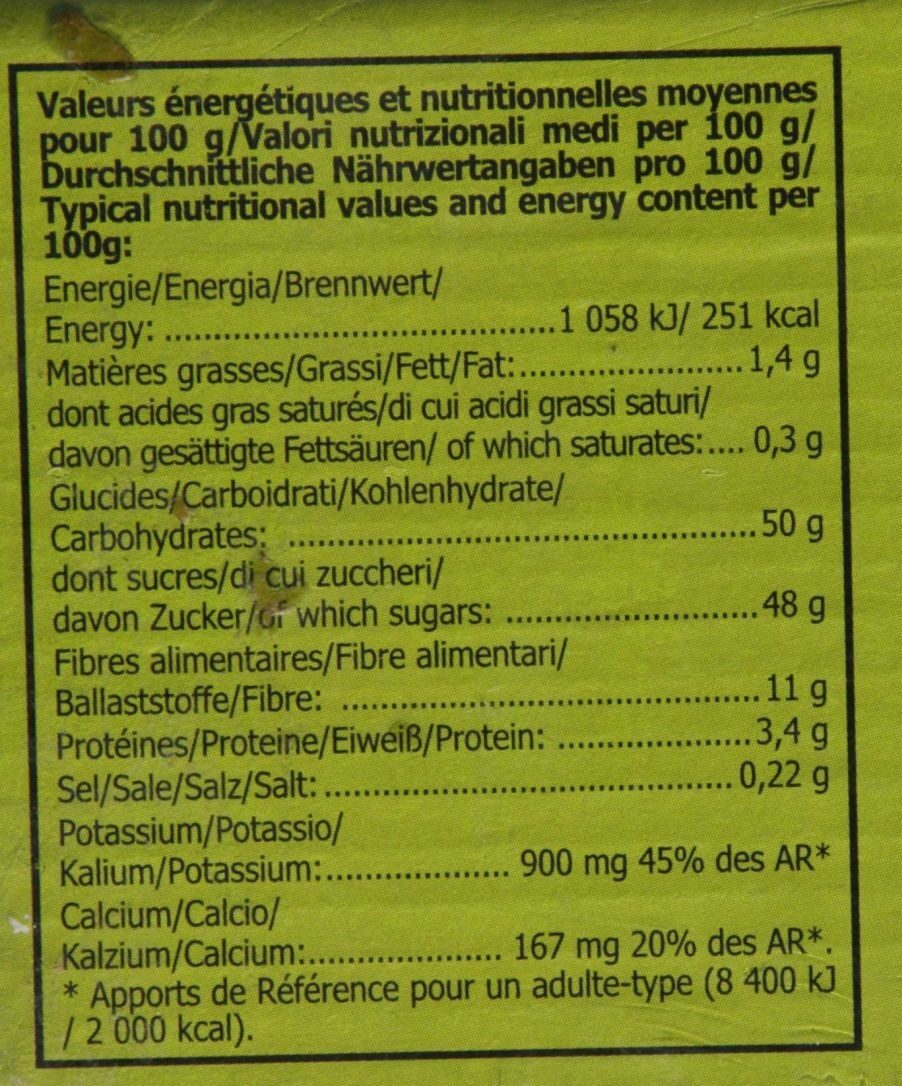 Valeurs énergétiques et nutritionnelles moyennes
pour 100 g/Valori nutrizionali medi per 100 g/
Durchschnittliche Nährwertangaben pro 100 g/
Typical nutritional values and energy content per
100g:
Energie/Energia/Brennwert/
Energy: ............................................1 058 kJ/ 251 kcal
Matières grasses/Grassi/Fett/Fat:.........................1,4 g
dont acides gras saturés/di cui acidi grassi saturi/
davon gesättigte Fettsäuren/ of which saturates:.... 0,3 g
Glucides/Carboidrati/Kohlenhydrate/
Carbohydrates: ....................................................50 g
dont sucres/di cui zuccheri/
davon Zucker/of which sugars: ............................48 g
Fibres alimentaires/Fibre alimentari/
Ballaststoffe/Fibre: ..............................................11 g
Protéines/Proteine/Eiweiß/Protein: .....................3,4 g
Sel/Sale/Salz/Salt: .............................................0,22 g
Potassium/Potassio/
Kalium/Potassium:.................... 900 mg 45% des AR*
Calcium/Calcio/
Kalzium/Calcium:..................... 167 mg 20% des AR*.
* Apports de Référence pour un adulte-type (8 400 kJ
/ 2 000 kcal).